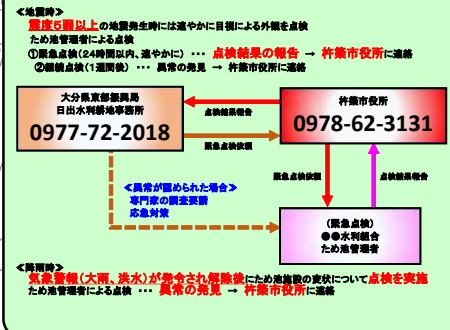 ≪地震時≫
震度5弱以上の地震発生時には速やかに目視による外観を点検
ため池管理者による点検
①緊急点検(24時間以内、速やかに) ・・・ 点検結果の報告 → 杵築市役所に連絡
②継続点検(1週間後) ・・・ 異常の発見 → 杵築市役所に連絡
大分県東部振興局
日出水利耕地事務所
0977-72-2018
点検結果報告
緊急点検依頼
杵築市役所
0978-62-3131
緊急点検依頼
点検結果報告
≪異常が認められた場合≫
専門家の調査要請
応急対策
(緊急点検)
●●水利組合
ため池管理者
≪降雨時≫
気象警報(大雨、洪水)が発令され解除後にため池施設の変状について点検を実施
ため池管理者による点検 ・・・ 異常の発見 → 杵築市役所に連絡